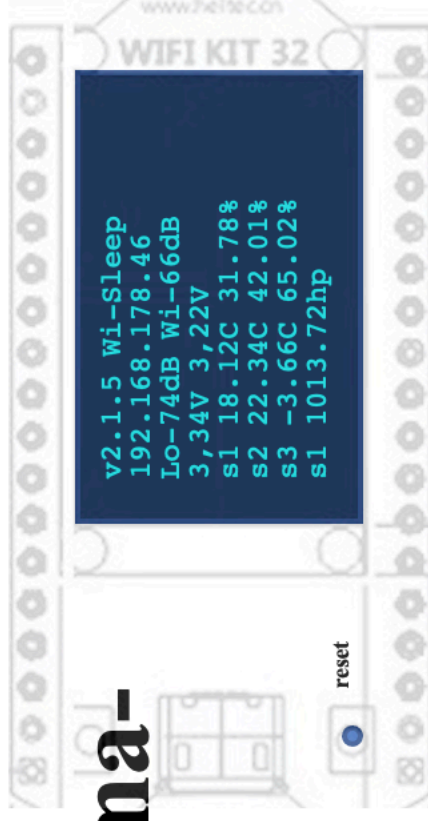 www.heltec.cn
WIFI KIT 32
v2.1.5 Wi-Sleep
192.168.178.46
Lo-74dB Wi-66dB
3,34V 3,22V
s1 18.12C 31.78%
s2 22.34C 42.01%
s3 -3.66C 65.02%
s1 1013.72hp
reset
na-